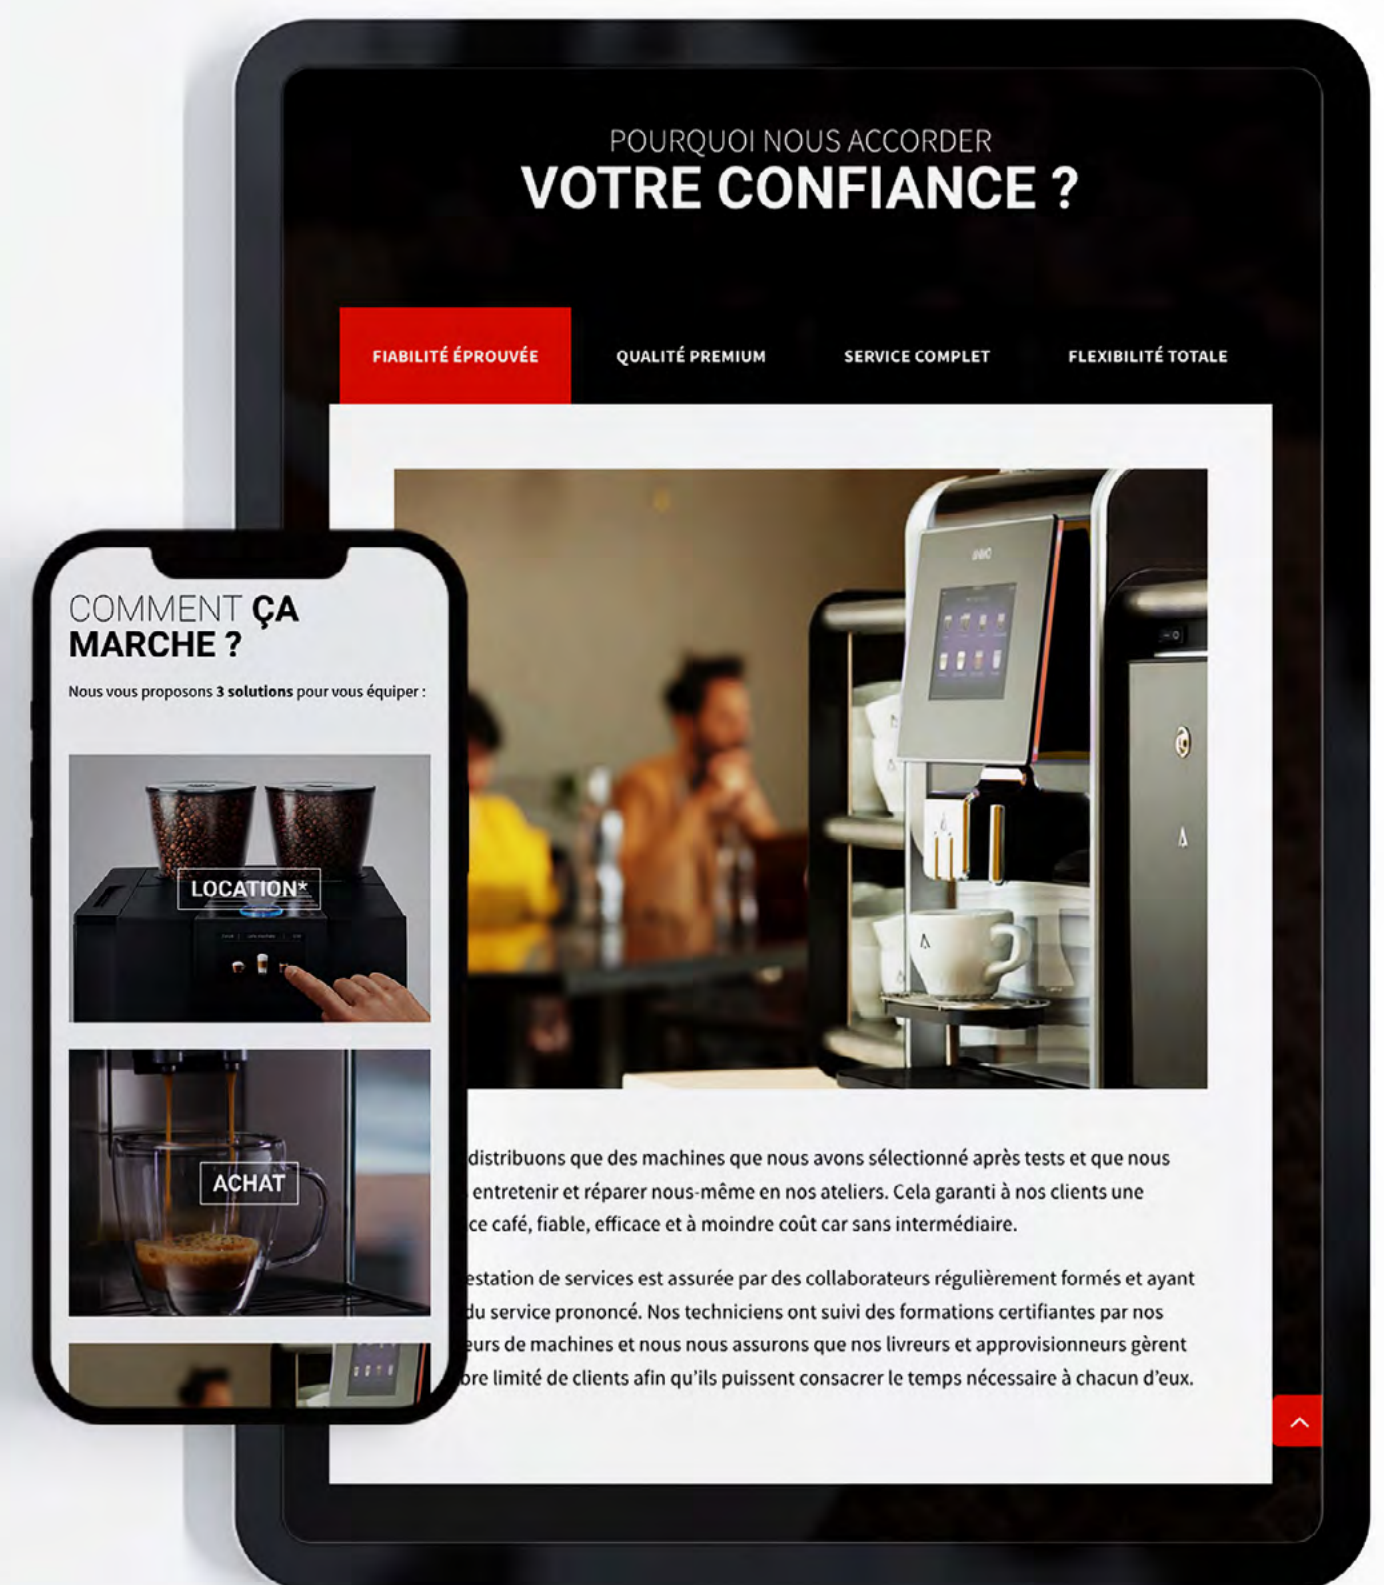 POURQUOI NOUS ACCORDER
VOTRE CONFIANCE ?
FIABILITÉ ÉPROUVÉE
QUALITÉ PREMIUM
SERVICE COMPLET
FLEXIBILITÉ TOTALE
distribuons que des machines que nous avons sélectionné après tests et que nous
entretenir et réparer nous-même en nos ateliers. Cela garanti à nos clients une
café, fiable, efficace et à moindre coût car sans intermédiaire.
de services est assurée par des collaborateurs régulièrement formés et ayant
du service prononcé. Nos techniciens ont suivi des formations certifiantes par nos
de machines et nous nous assurons que nos livreurs et approvisionneurs gèrent
limité de clients afin qu'ils puissent consacrer le temps nécessaire à chacun d'eux.
COMMENT ÇA
MARCHE ?
Nous vous proposons 3 solutions pour vous équiper :
LOCATION*
ACHAT